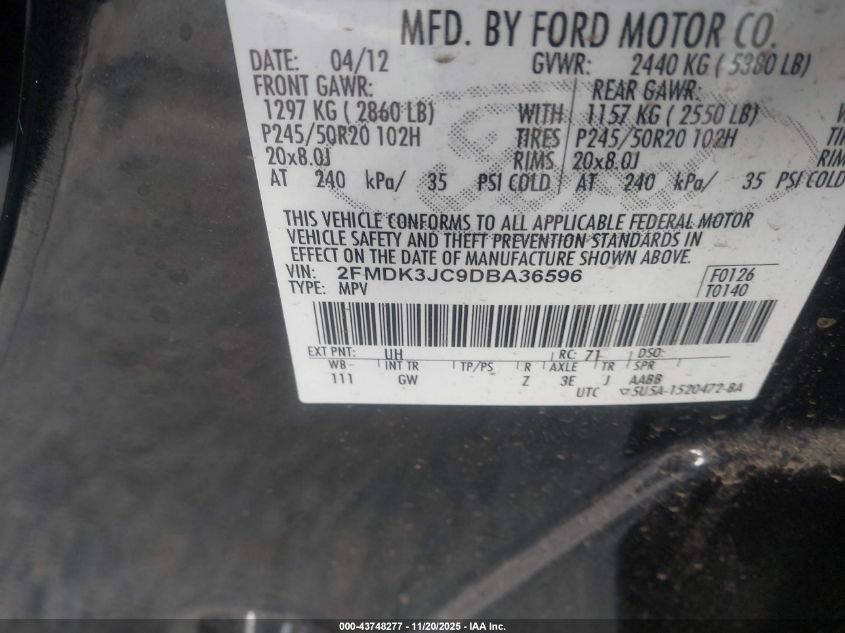 MFD. BY FORD MOTOR CO.
DATE: 04/12 GVWR: 2440 KG ( 5380 LB)
FRONT GAWR: REAR GAWR:
1297 KG ( 2860 LB) WITH 1157 KG ( 2550 LB)
P245/50R20 102H TIRES P245/50R20 102H
20x8.0J RIMS 20x8.0J RIM
AT 240 kPa/ 35 PSI COLD AT 240 kPa/ 35 PSI COLD
THIS VEHICLE CONFORMS TO ALL APPLICABLE FEDERAL MOTOR
VEHICLE SAFETY AND THEFT PREVENTION STANDARDS IN
EFFECT ON THE DATE OF MANUFACTURE SHOWN ABOVE.
VIN: 2FMDK3JC9DBA36596 F0126
TYPE: MPV T0140
EXT PNT: UH RC: 71 DSO:
WB INT TR TP/PS R AXLE TR SPR
111 GW Z 3E J AABB
UTC ▽5U5A-1520472-BA
000-43748277 - 11/20/2025 - IAA Inc.